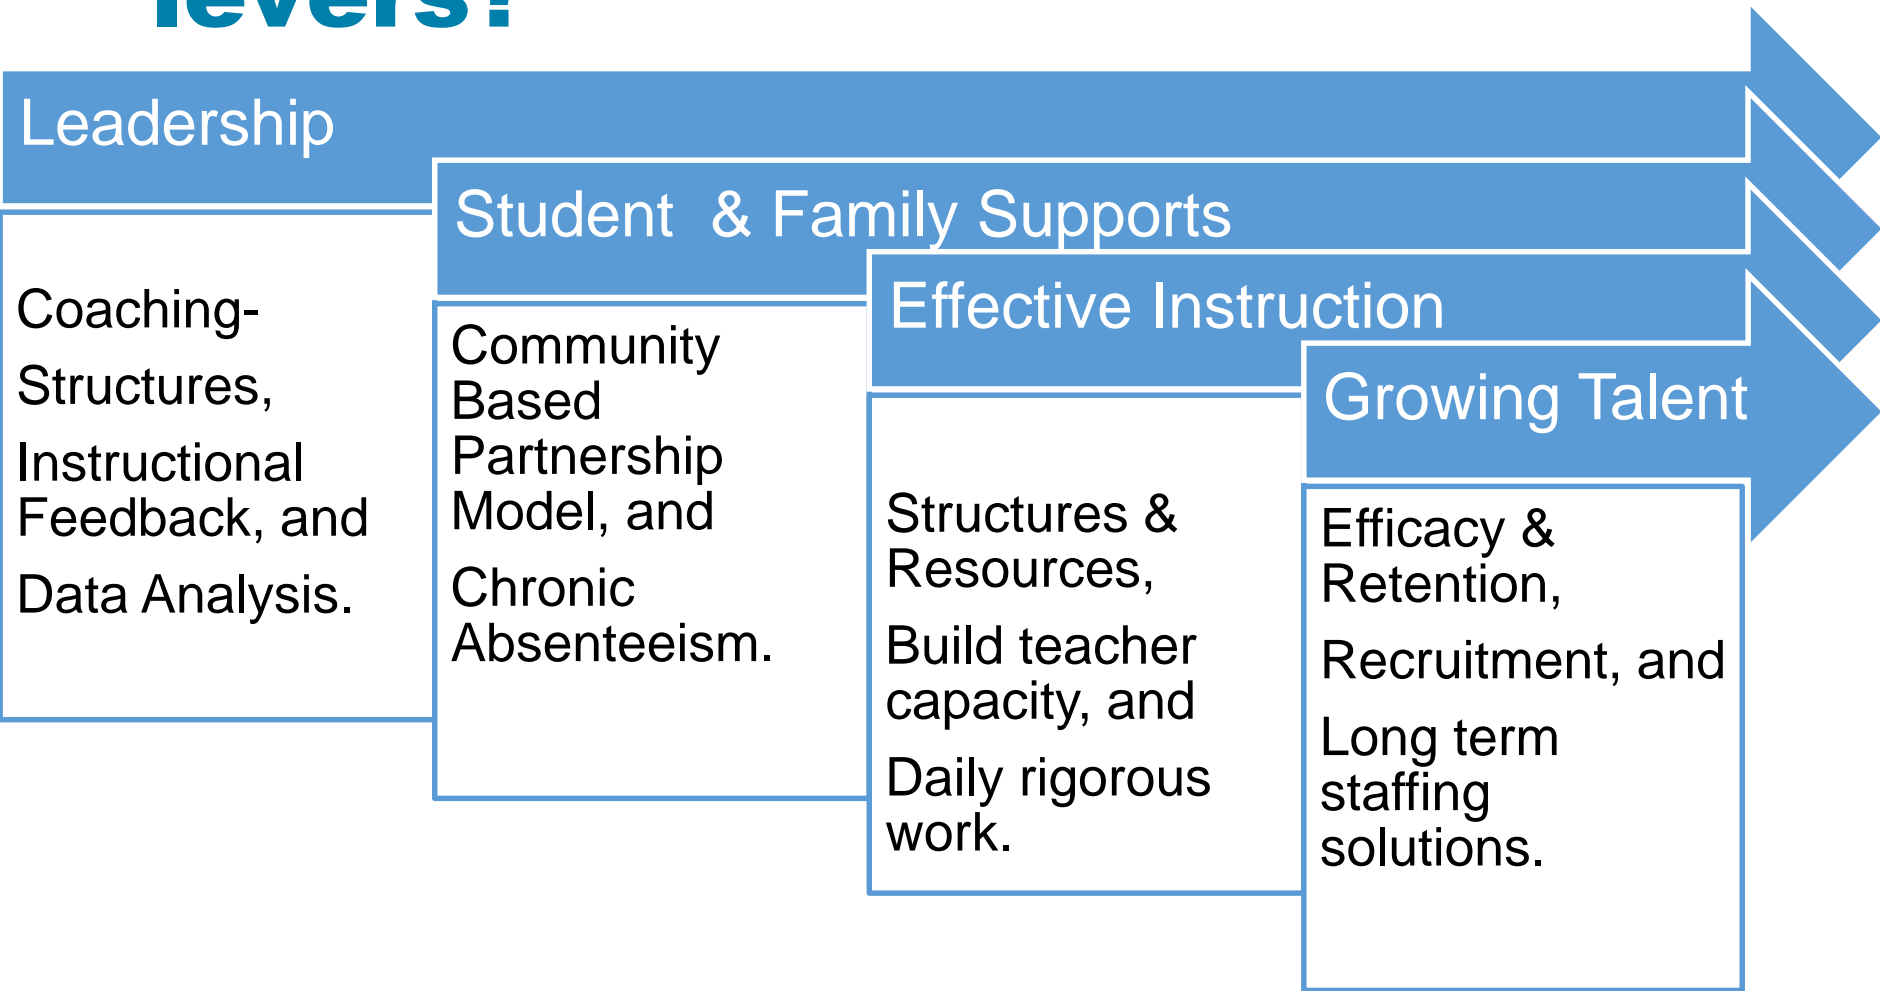 levers?
Leadership
Coaching-
Structures,
Instructional
Feedback, and
Data Analysis.
Student & Family Supports
Community
Based
Partnership
Model, and
Chronic
Absenteeism.
Effective Instruction
Structures &
Resources,
Build teacher
capacity, and
Daily rigorous
work.
Growing Talent
Efficacy &
Retention,
Recruitment, and
Long term
staffing
solutions.